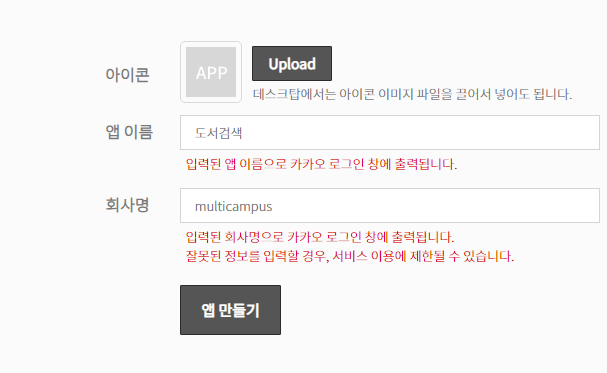 아이콘
APP
Upload
데스크탑에서는 아이콘 이미지 파일을 끌어서 넣어도 됩니다.
앱 이름
도서검색
입력된 앱 이름으로 카카오 로그인 창에 출력됩니다.
회사명
multicampus
입력된 회사명으로 카카오 로그인 창에 출력됩니다.
잘못된 정보를 입력할 경우, 서비스 이용에 제한될 수 있습니다.
앱 만들기